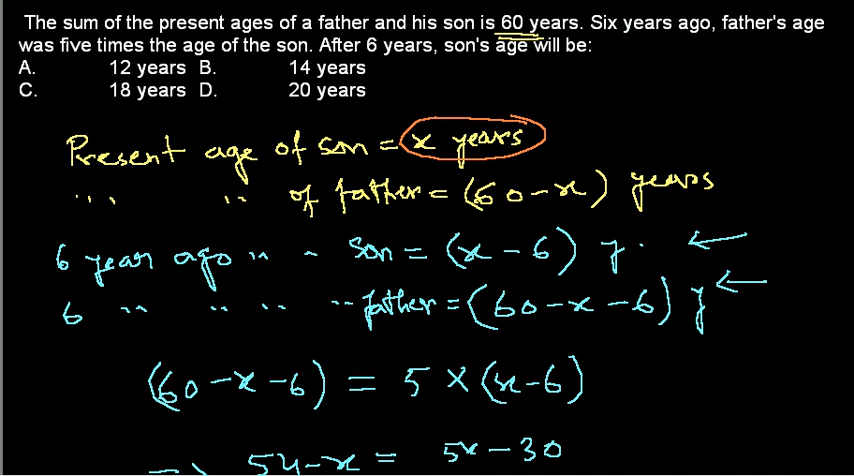 The sum of the present ages of a father and his son is 60 years. Six years ago, father's age
was five times the age of the son. After 6 years, son's age will be:
A. 12 years B. 14 years
C. 18 years D. 20 years
Present age of son = x years
,, ,, of father = (60-x) years
6 year ago ,, ,, son = (x-6) y.
6 ,, ,, ,, ,, father = (60-x-6) y
(60-x-6) = 5 × (x-6)
=> 54-x = 5x-30